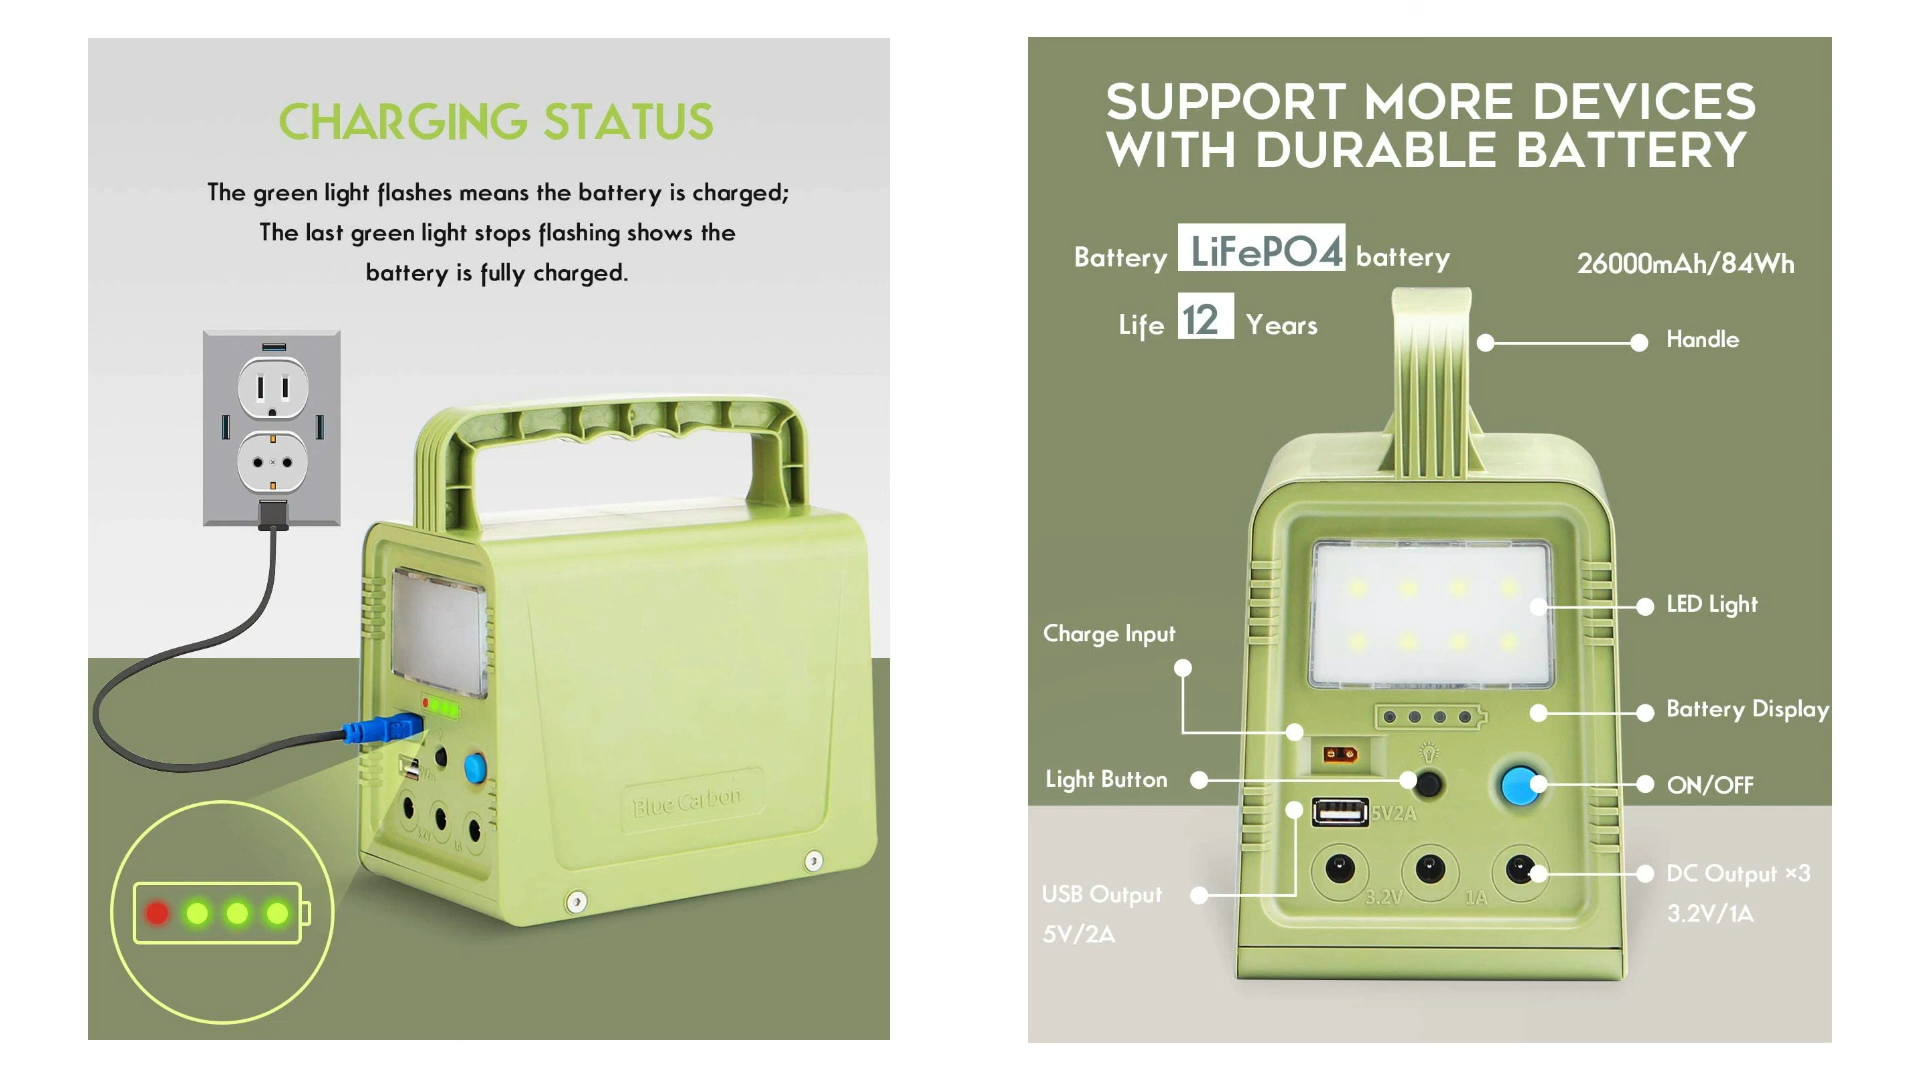 CHARGING STATUS
The green light flashes means the battery is charged;
The last green light stops flashing shows the
battery is fully charged.
Blue Carbon
3.2V
1A
SUPPORT MORE DEVICES
WITH DURABLE BATTERY
Battery LiFePO4 battery
26000mAh/84Wh
Life 12 Years
Handle
LED Light
Charge Input
Battery Display
Light Button
ON/OFF
5V2A
DC Output ×3
3.2V/1A
3.2V
1A
USB Output
5V/2A